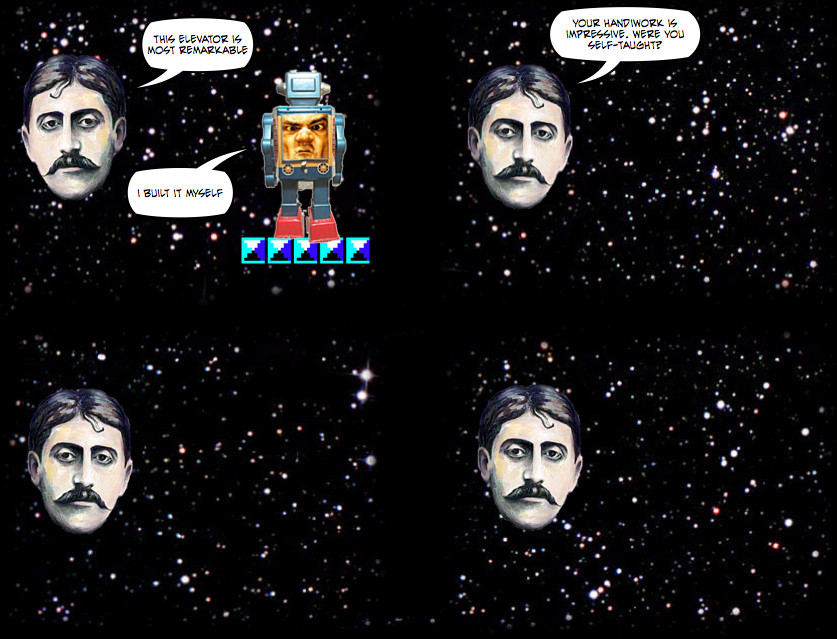 THIS ELEVATOR IS
MOST REMARKABLE
I BUILT IT MYSELF
YOUR HANDIWORK IS
IMPRESSIVE. WERE YOU
SELF-TAUGHT?